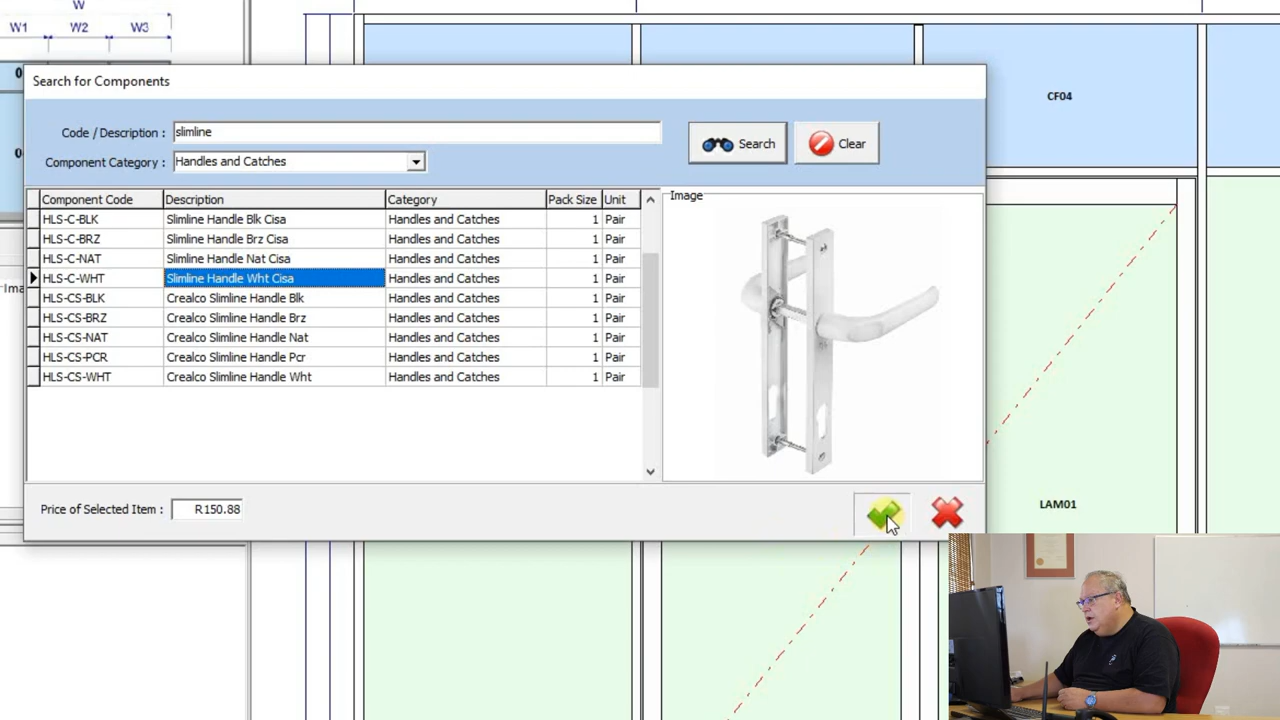 W
W1 W2 W3
Search for Components
CF04
Code / Description : slimline
Search Clear
Component Category : Handles and Catches
Component Code Description Category Pack Size Unit Image
HLS-C-BLK Slimline Handle Blk Cisa Handles and Catches 1 Pair
HLS-C-BRZ Slimline Handle Brz Cisa Handles and Catches 1 Pair
HLS-C-NAT Slimline Handle Nat Cisa Handles and Catches 1 Pair
HLS-C-WHT Slimline Handle Wht Cisa Handles and Catches 1 Pair
HLS-CS-BLK Crealco Slimline Handle Blk Handles and Catches 1 Pair
HLS-CS-BRZ Crealco Slimline Handle Brz Handles and Catches 1 Pair
HLS-CS-NAT Crealco Slimline Handle Nat Handles and Catches 1 Pair
HLS-CS-PCR Crealco Slimline Handle Pcr Handles and Catches 1 Pair
HLS-CS-WHT Crealco Slimline Handle Wht Handles and Catches 1 Pair
Price of Selected Item : R150.88
LAM01